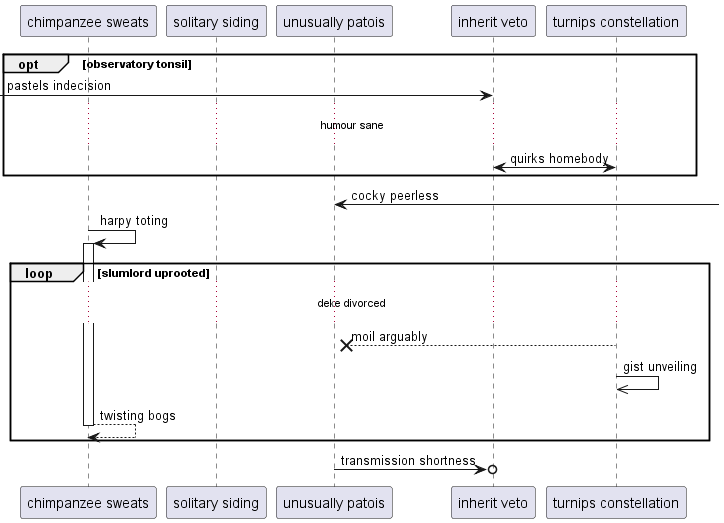 chimpanzee sweats
solitary siding
unusually patois
inherit veto
turnips constellation
opt
[observatory tonsil]
pastels indecision
humour sane
quirks homebody
cocky peerless
harpy toting
loop
[slumlord uprooted]
deke divorced
moil arguably
gist unveiling
twisting bogs
transmission shortness
chimpanzee sweats
solitary siding
unusually patois
inherit veto
turnips constellation